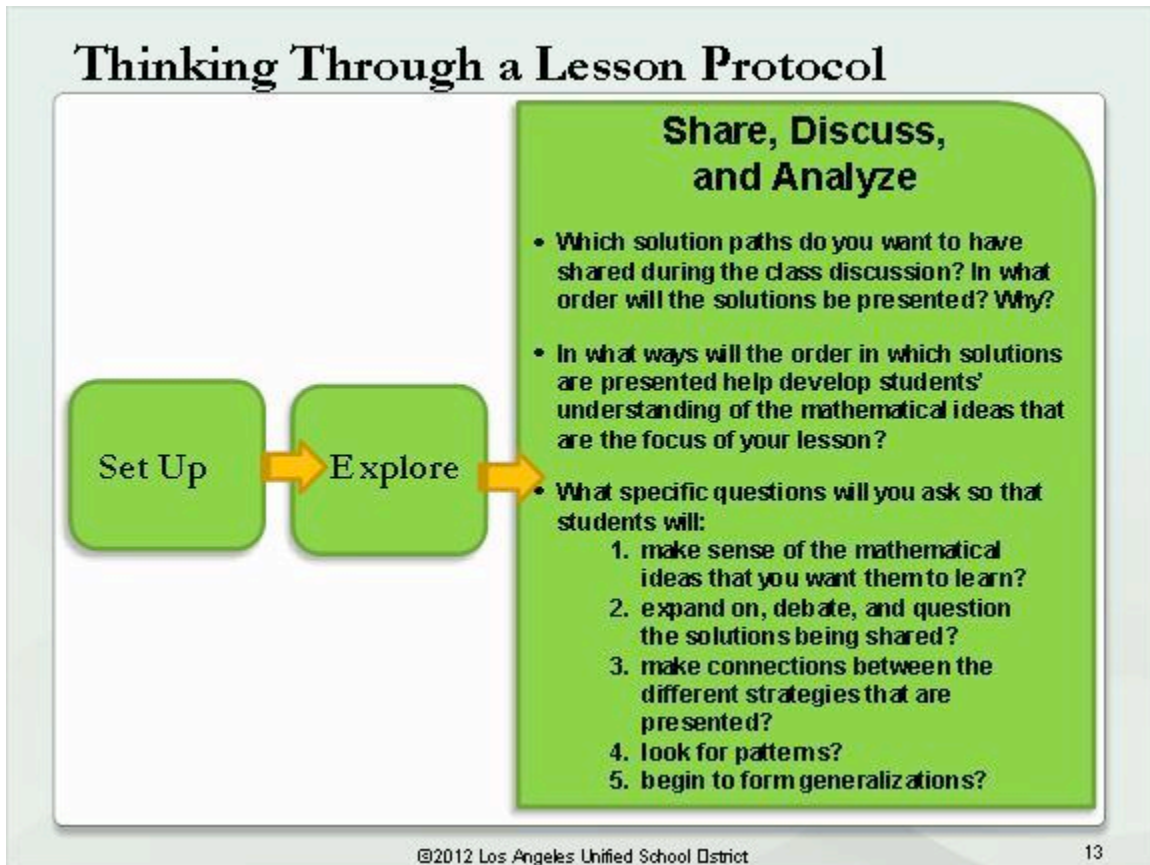 Thinking Through a Lesson Protocol
Set Up
Explore
Share, Discuss,
and Analyze
• Which solution paths do you want to have
shared during the class discussion? In what
order will the solutions be presented? Why?
• In what ways will the order in which solutions
are presented help develop students'
understanding of the mathematical ideas that
are the focus of your lesson?
• What specific questions will you ask so that
students will:
1. make sense of the mathematical
ideas that you want them to learn?
2. expand on, debate, and question
the solutions being shared?
3. make connections between the
different strategies that are
presented?
4. look for patterns?
5. begin to form generalizations?
©2012 Los Angeles Unified School District
13